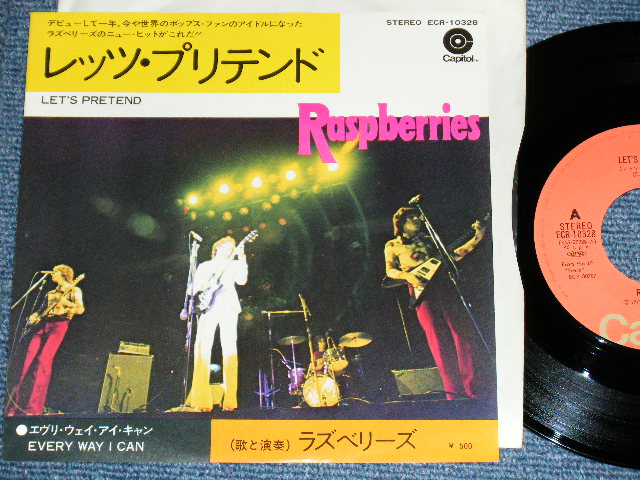 デビューして一年、今や世界のポップス・ファンのアイドルになった
ラズベリーズのニュー・ヒットがこれだ!!
STEREO ECR-10328
Capitol
レッツ・プリテンド
LET'S PRETEND
Raspberries
●エヴリ・ウェイ・アイ・キャン
EVERY WAY I CAN
(歌と演奏) ラズベリーズ
¥ 500
LET'S
A
STEREO
ECR-10328